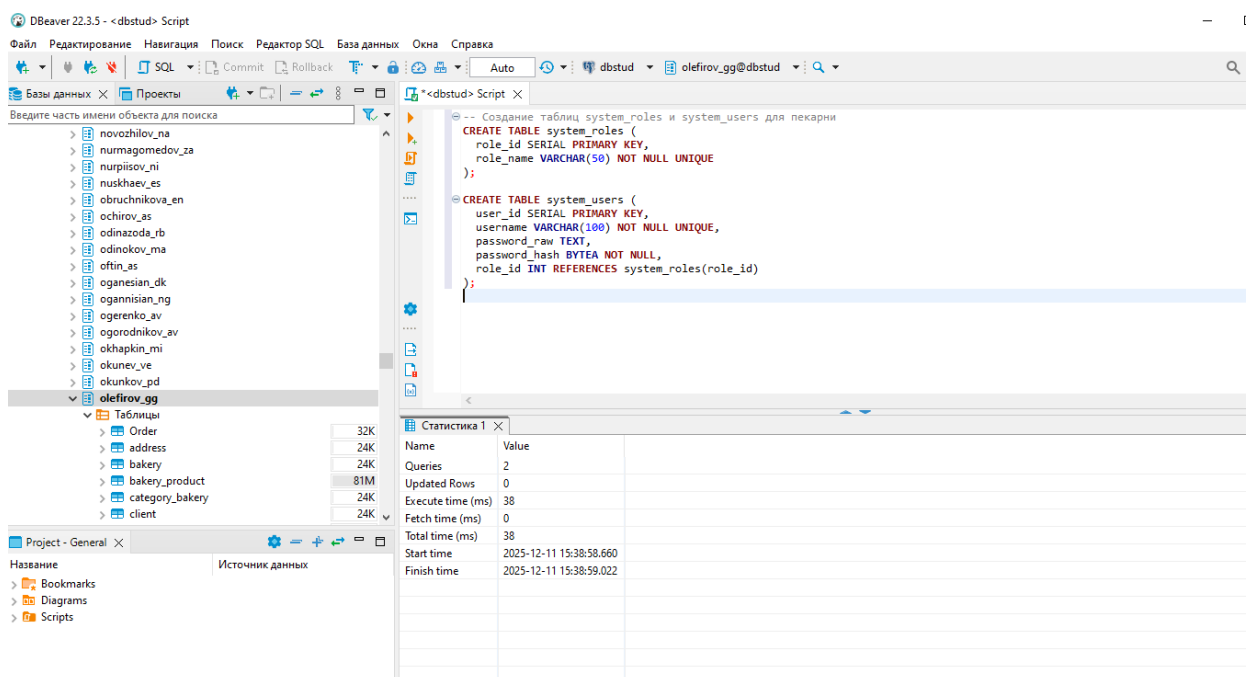 DBeaver 22.3.5 - <dbstud> Script
Файл Редактирование Навигация Поиск Редактор SQL База данных Окна Справка
SQL Commit Rollback Auto dbstud olefirov_gg@dbstud
Базы данных Проекты
Введите часть имени объекта для поиска
novozhilov_na
nurmagomedov_za
nurpiisov_ni
nuskhaev_es
obruchnikova_en
ochirov_as
odinazoda_rb
odinokov_ma
oftin_as
oganesian_dk
ogannisian_ng
ogerenko_av
ogorodnikov_av
okhapkin_mi
okunev_ve
okunkov_pd
olefirov_gg
Таблицы
Order 32K
address 24K
bakery 24K
bakery_product 81M
category_bakery 24K
client 24K
Project - General
Название Источник данных
Bookmarks
Diagrams
Scripts
*<dbstud> Script
-- Создание таблиц system_roles и system_users для пекарни
CREATE TABLE system_roles (
role_id SERIAL PRIMARY KEY,
role_name VARCHAR(50) NOT NULL UNIQUE
);
CREATE TABLE system_users (
user_id SERIAL PRIMARY KEY,
username VARCHAR(100) NOT NULL UNIQUE,
password_raw TEXT,
password_hash BYTEA NOT NULL,
role_id INT REFERENCES system_roles(role_id)
);
Статистика 1
Name Value
Queries 2
Updated Rows 0
Execute time (ms) 38
Fetch time (ms) 0
Total time (ms) 38
Start time 2025-12-11 15:38:58.660
Finish time 2025-12-11 15:38:59.022